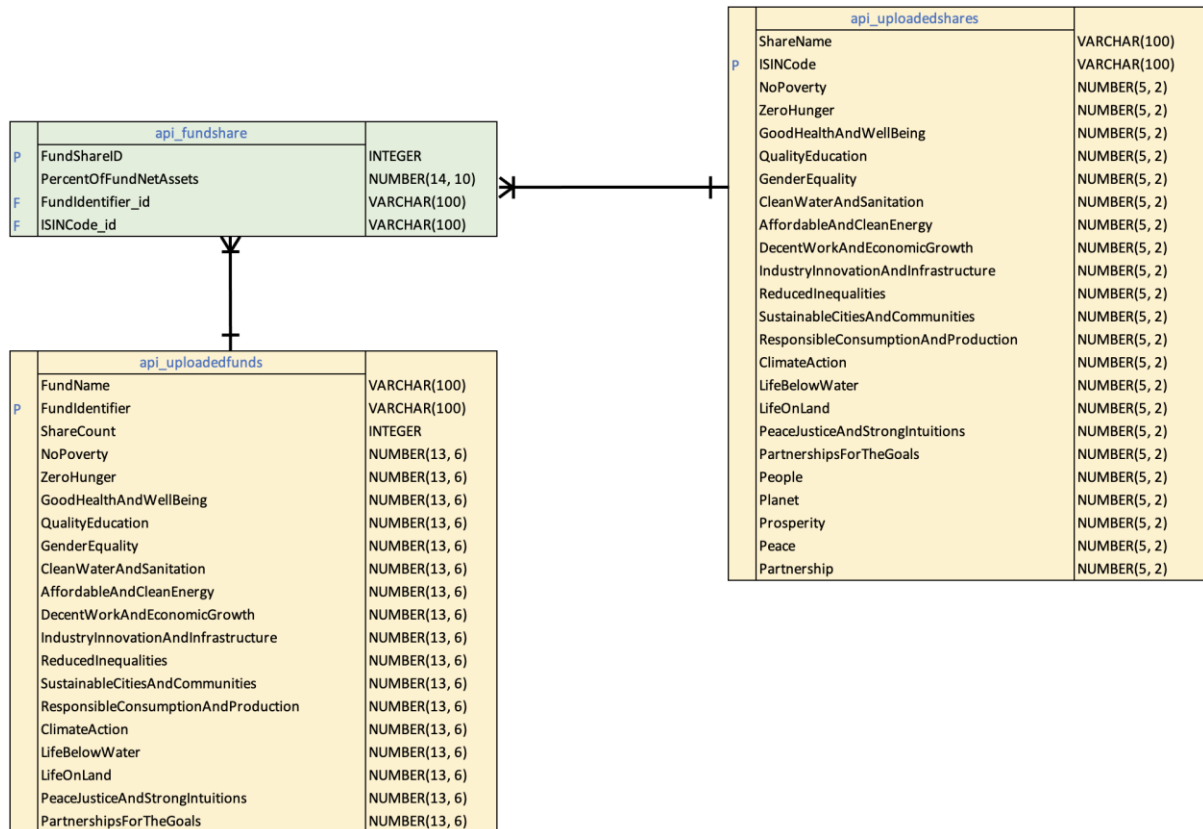 api_fundshare
P FundShareID INTEGER
PercentOfFundNetAssets NUMBER(14, 10)
F FundIdentifier_id VARCHAR(100)
F ISINCode_id VARCHAR(100)
api_uploadedfunds
FundName VARCHAR(100)
P FundIdentifier VARCHAR(100)
ShareCount INTEGER
NoPoverty NUMBER(13, 6)
ZeroHunger NUMBER(13, 6)
GoodHealthAndWellBeing NUMBER(13, 6)
QualityEducation NUMBER(13, 6)
GenderEquality NUMBER(13, 6)
CleanWaterAndSanitation NUMBER(13, 6)
AffordableAndCleanEnergy NUMBER(13, 6)
DecentWorkAndEconomicGrowth NUMBER(13, 6)
IndustryInnovationAndInfrastructure NUMBER(13, 6)
ReducedInequalities NUMBER(13, 6)
SustainableCitiesAndCommunities NUMBER(13, 6)
ResponsibleConsumptionAndProduction NUMBER(13, 6)
ClimateAction NUMBER(13, 6)
LifeBelowWater NUMBER(13, 6)
LifeOnLand NUMBER(13, 6)
PeaceJusticeAndStrongIntuitions NUMBER(13, 6)
PartnershipsForTheGoals NUMBER(13, 6)
api_uploadedshares
ShareName VARCHAR(100)
P ISINCode VARCHAR(100)
NoPoverty NUMBER(5, 2)
ZeroHunger NUMBER(5, 2)
GoodHealthAndWellBeing NUMBER(5, 2)
QualityEducation NUMBER(5, 2)
GenderEquality NUMBER(5, 2)
CleanWaterAndSanitation NUMBER(5, 2)
AffordableAndCleanEnergy NUMBER(5, 2)
DecentWorkAndEconomicGrowth NUMBER(5, 2)
IndustryInnovationAndInfrastructure NUMBER(5, 2)
ReducedInequalities NUMBER(5, 2)
SustainableCitiesAndCommunities NUMBER(5, 2)
ResponsibleConsumptionAndProduction NUMBER(5, 2)
ClimateAction NUMBER(5, 2)
LifeBelowWater NUMBER(5, 2)
LifeOnLand NUMBER(5, 2)
PeaceJusticeAndStrongIntuitions NUMBER(5, 2)
PartnershipsForTheGoals NUMBER(5, 2)
People NUMBER(5, 2)
Planet NUMBER(5, 2)
Prosperity NUMBER(5, 2)
Peace NUMBER(5, 2)
Partnership NUMBER(5, 2)